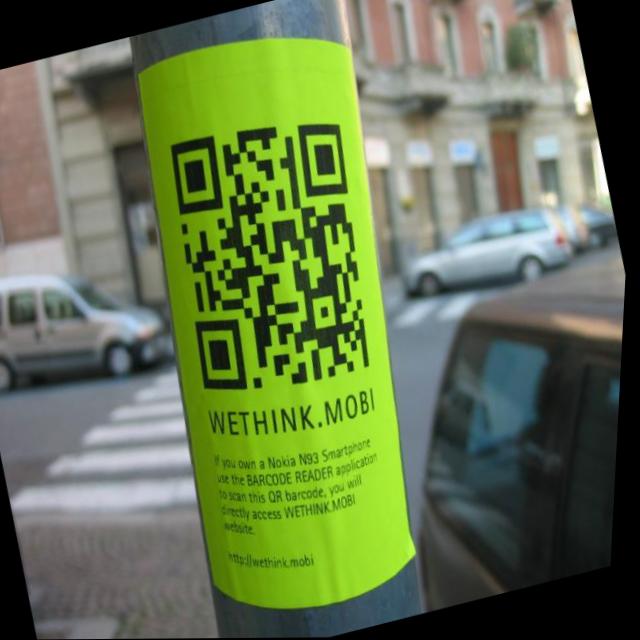 WETHINK.MOBI
If you own a Nokia N93 Smartphone
use the BARCODE READER application
to scan this QR barcode, you will
directly access WETHINK.MOBI
website.
http://wethink.mobi